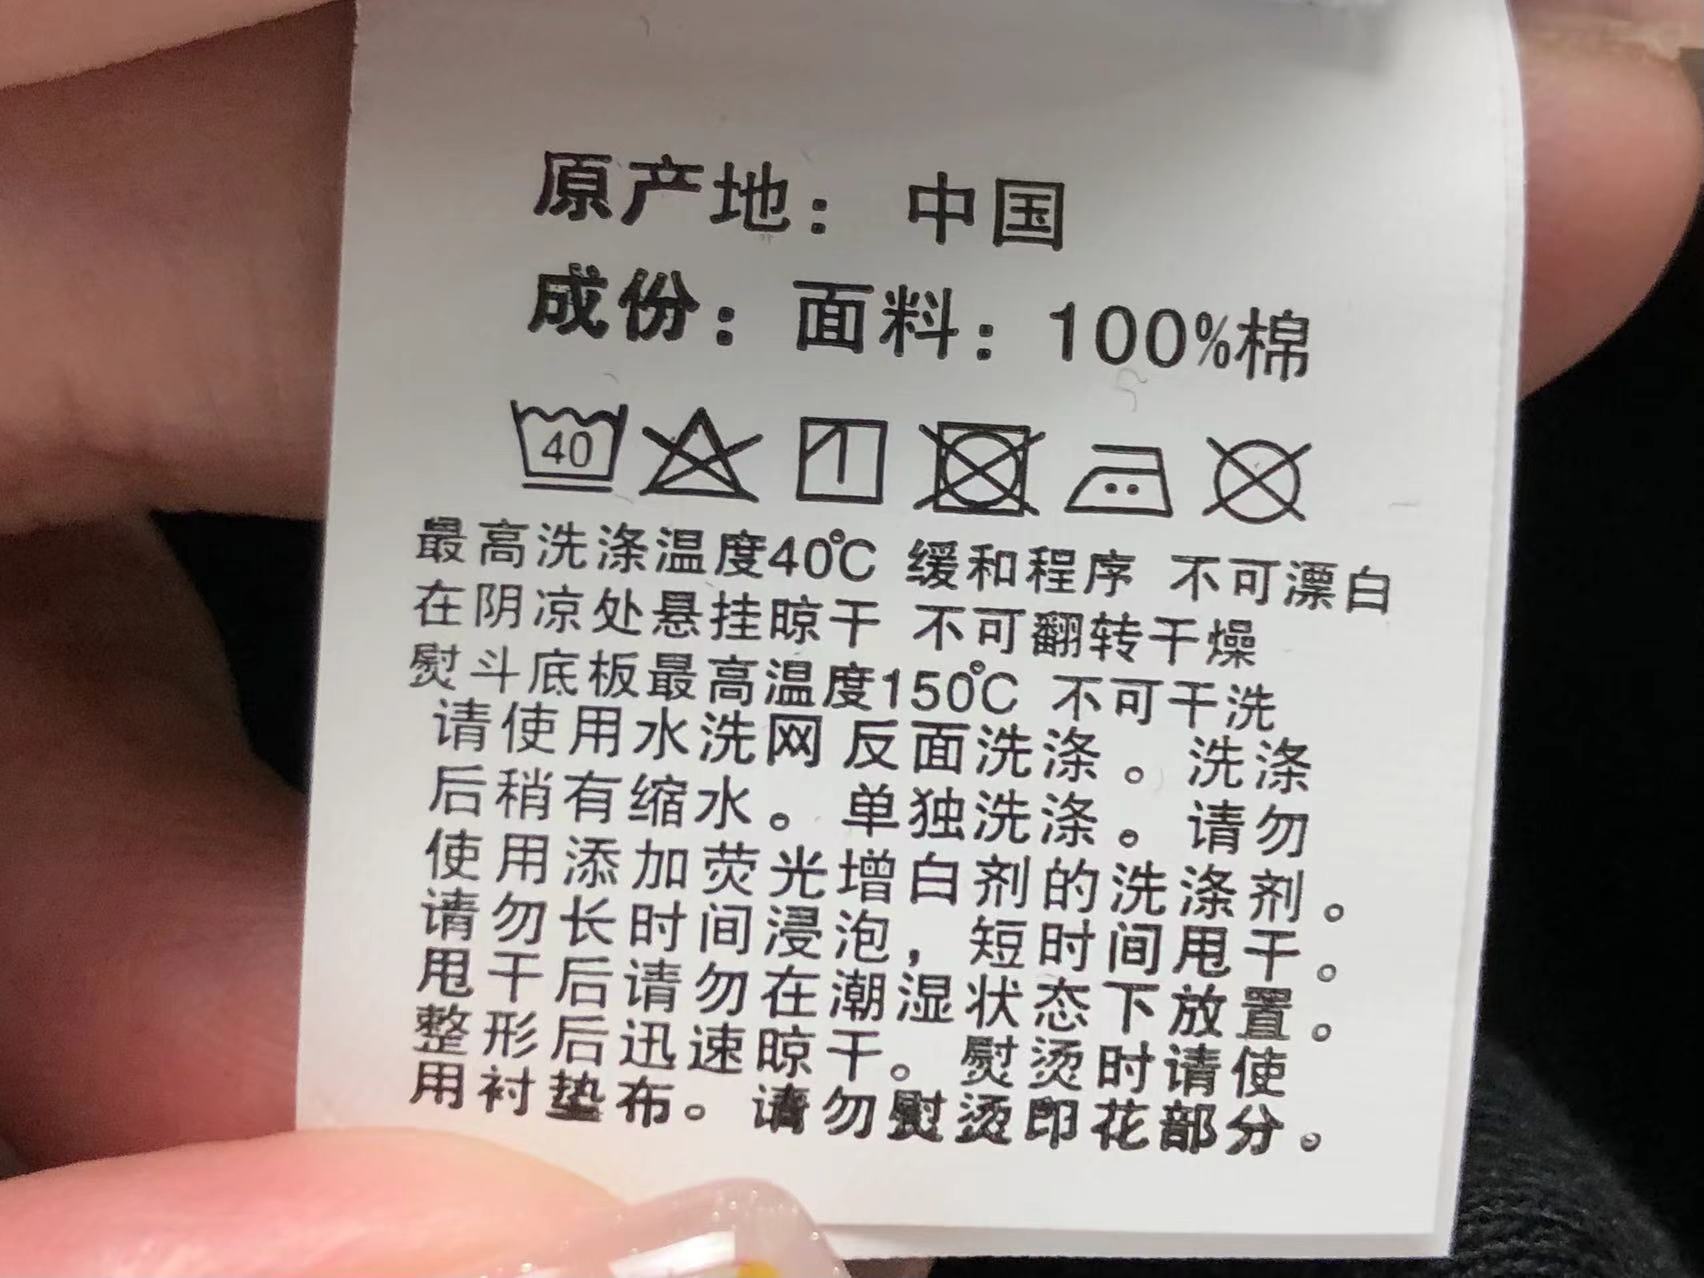 原产地：中国
成份：面料：100%棉
40
最高洗涤温度40℃ 缓和程序 不可漂白
在阴凉处悬挂晾干 不可翻转干燥
熨斗底板最高温度150℃ 不可干洗
请使用水洗网 反面洗涤。洗涤
后稍有缩水。单独洗涤。请勿
使用添加荧光增白剂的洗涤剂。
请勿长时间浸泡，短时间甩干。
甩干后请勿在潮湿状态下放置。
整形后迅速晾干。熨烫时请使
用衬垫布。请勿熨烫印花部分。